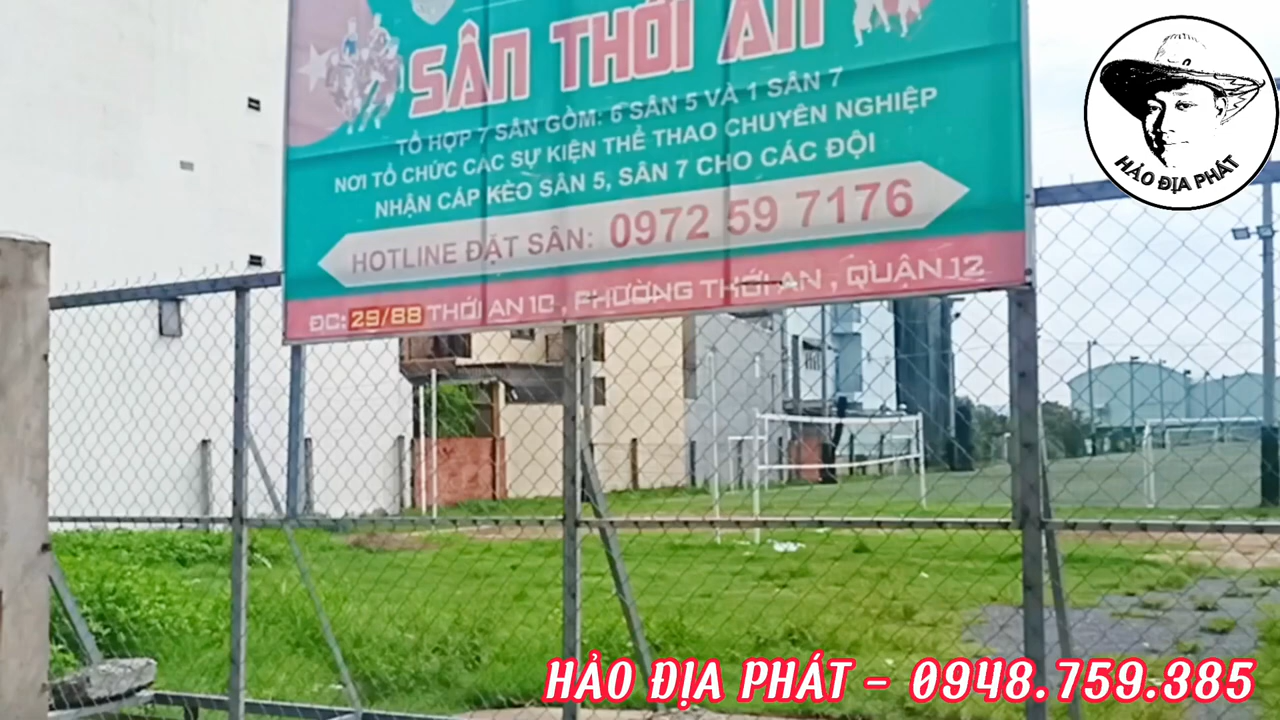 SÂN THỚI AN
TỔ HỢP 7 SÂN GỒM: 6 SÂN 5 VÀ 1 SÂN 7
NƠI TỔ CHỨC CÁC SỰ KIỆN THỂ THAO CHUYÊN NGHIỆP
NHẬN CÁP KÈO SÂN 5, SÂN 7 CHO CÁC ĐỘI
HOTLINE ĐẶT SÂN: 0972 59 7176
ĐC: 29/88 THỚI AN 10 , PHƯỜNG THỚI AN , QUẬN 12
HẢO ĐỊA PHÁT
HẢO ĐỊA PHÁT - 0948.759.385